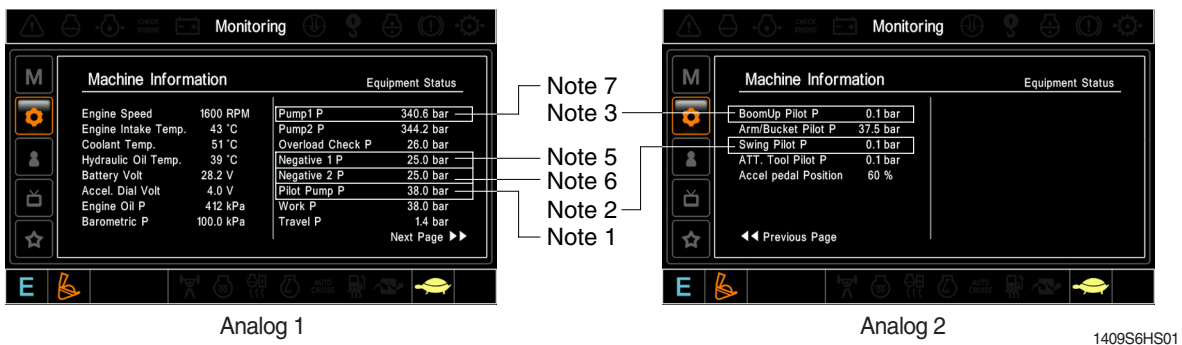 CHECK ENGINE
Monitoring
M
Machine Information
Equipment Status
Engine Speed 1600 RPM
Engine Intake Temp. 43 °C
Coolant Temp. 51 °C
Hydraulic Oil Temp. 39 °C
Battery Volt 28.2 V
Accel. Dial Volt 4.0 V
Engine Oil P 412 kPa
Barometric P 100.0 kPa
Pump1 P 340.6 bar
Pump2 P 344.2 bar
Overload Check P 26.0 bar
Negative 1 P 25.0 bar
Negative 2 P 25.0 bar
Pilot Pump P 38.0 bar
Work P 38.0 bar
Travel P 1.4 bar
Next Page ▶▶
E
AUTO CRUISE
Analog 1
Note 7
Note 3
Note 5
Note 6
Note 2
Note 1
CHECK ENGINE
Monitoring
M
Machine Information
Equipment Status
BoomUp Pilot P 0.1 bar
Arm/Bucket Pilot P 37.5 bar
Swing Pilot P 0.1 bar
ATT. Tool Pilot P 0.1 bar
Accel pedal Position 60 %
◀◀ Previous Page
E
AUTO CRUISE
Analog 2
1409S6HS01